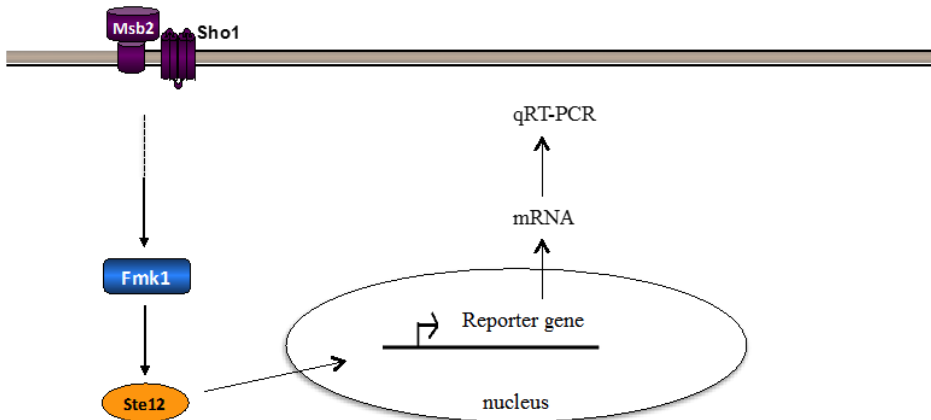 Msb2
Sho1
qRT-PCR
mRNA
Fmk1
Reporter gene
Ste12
nucleus